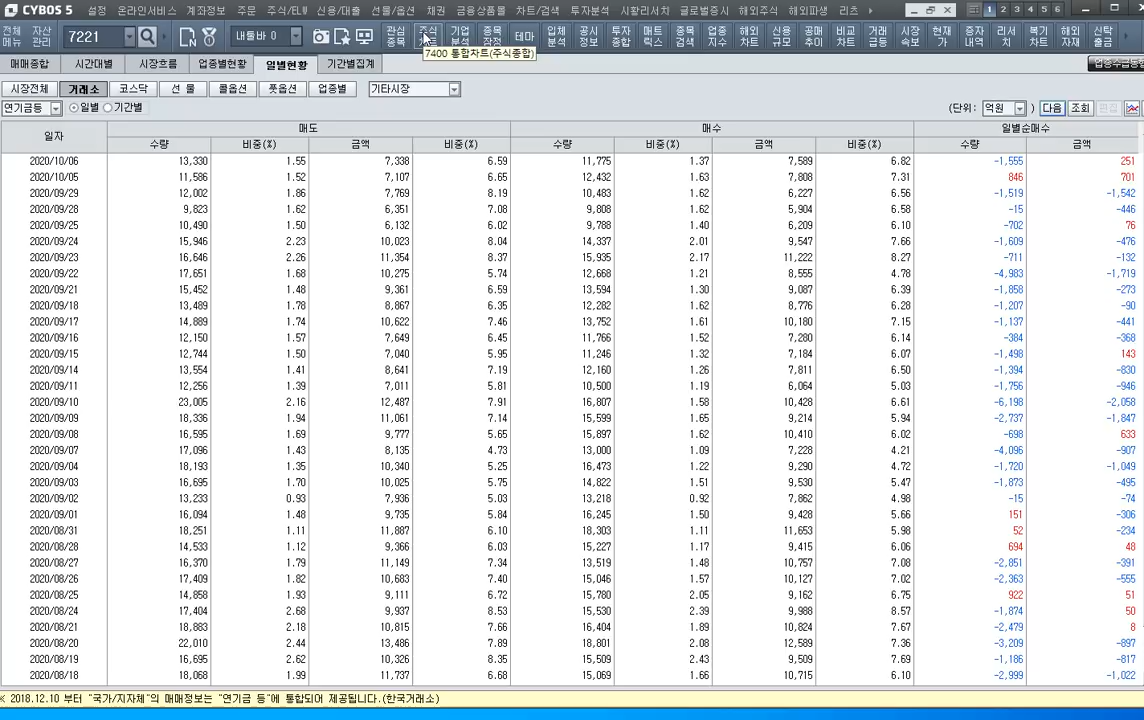 CYBOS 5 설정 온라인서비스 계좌정보 주문 주식/ELW 신용/대출 선물/옵션 채권 금융상품몰 차트/검색 투자분석 시황리서치 글로벌증시 해외주식 해외파생 리츠 1 2 3 4 5 6
전체메뉴 자산관리 7221 내툴바 0 관심종목 주식 기업분석 종목 테마 입체분석 공시정보 투자종합 매트릭스 종목검색 업종지수 신용규모 공매추이 비교차트 거래급등 시장속보 현재가 증자내역 리서치 복기차트 해외자재 신탁출금
7400 통합차트(주식종합)
매매종합 시간대별 시장흐름 업종별현황 일별현황 기간별집계
시장전체 거래소 코스닥 선 물 콜옵션 풋옵션 업종별 기타시장
연기금등 일별 기간별 (단위: 억원 ) 다음 조회 편집
일자 매도 매수 일별순매수
수량 비중(%) 금액 비중(%) 수량 비중(%) 금액 비중(%) 수량 금액
2020/10/06 13,330 1.55 7,338 6.59 11,775 1.37 7,589 6.82 -1,555 251
2020/10/05 11,586 1.52 7,107 6.65 12,432 1.63 7,808 7.31 846 701
2020/09/29 12,002 1.86 7,769 8.19 10,483 1.62 6,227 6.56 -1,519 -1,542
2020/09/28 9,823 1.62 6,351 7.08 9,808 1.62 5,904 6.58 -15 -446
2020/09/25 10,490 1.50 6,132 6.02 9,788 1.40 6,209 6.10 -702 76
2020/09/24 15,946 2.23 10,023 8.04 14,337 2.01 9,547 7.66 -1,609 -476
2020/09/23 16,646 2.26 11,354 8.37 15,935 2.17 11,222 8.27 -711 -132
2020/09/22 17,651 1.68 10,275 5.74 12,668 1.21 8,555 4.78 -4,983 -1,719
2020/09/21 15,452 1.48 9,361 6.59 13,594 1.30 9,087 6.39 -1,858 -273
2020/09/18 13,489 1.78 8,867 6.35 12,282 1.62 8,776 6.28 -1,207 -90
2020/09/17 14,889 1.74 10,622 7.46 13,752 1.61 10,180 7.15 -1,137 -441
2020/09/16 12,150 1.57 7,649 6.45 11,766 1.52 7,280 6.14 -384 -368
2020/09/15 12,744 1.50 7,040 5.95 11,246 1.32 7,184 6.07 -1,498 143
2020/09/14 13,554 1.41 8,641 7.19 12,160 1.26 7,811 6.50 -1,394 -830
2020/09/11 12,256 1.39 7,011 5.81 10,500 1.19 6,064 5.03 -1,756 -946
2020/09/10 23,005 2.16 12,487 7.91 16,807 1.58 10,428 6.61 -6,198 -2,058
2020/09/09 18,336 1.94 11,061 7.14 15,599 1.65 9,214 5.94 -2,737 -1,847
2020/09/08 16,595 1.69 9,777 5.65 15,897 1.62 10,410 6.02 -698 633
2020/09/07 17,096 1.43 8,135 4.73 13,000 1.09 7,228 4.21 -4,096 -907
2020/09/04 18,193 1.35 10,340 5.25 16,473 1.22 9,290 4.72 -1,720 -1,049
2020/09/03 16,695 1.70 10,025 5.75 14,822 1.51 9,530 5.47 -1,873 -495
2020/09/02 13,233 0.93 7,936 5.03 13,218 0.92 7,862 4.98 -15 -74
2020/09/01 16,094 1.48 9,735 5.84 16,245 1.50 9,428 5.66 151 -306
2020/08/31 18,251 1.11 11,887 6.10 18,303 1.11 11,653 5.98 52 -234
2020/08/28 14,533 1.12 9,366 6.03 15,227 1.17 9,415 6.06 694 48
2020/08/27 16,370 1.79 11,149 7.34 13,519 1.48 10,757 7.08 -2,851 -391
2020/08/26 17,409 1.82 10,683 7.40 15,046 1.57 10,127 7.02 -2,363 -555
2020/08/25 14,858 1.93 9,111 6.72 15,780 2.05 9,162 6.75 922 51
2020/08/24 17,404 2.68 9,937 8.53 15,530 2.39 9,988 8.57 -1,874 50
2020/08/21 18,883 2.18 10,815 7.66 16,404 1.89 10,824 7.67 -2,479 8
2020/08/20 22,010 2.44 13,486 7.89 18,801 2.08 12,589 7.36 -3,209 -897
2020/08/19 16,695 2.62 10,326 8.35 15,509 2.43 9,509 7.69 -1,186 -817
2020/08/18 18,068 1.99 11,737 6.68 15,069 1.66 10,715 6.10 -2,999 -1,022
※ 2018.12.10 부터 "국가/지자체"의 매매정보는 "연기금 등"에 통합되어 제공됩니다.(한국거래소)